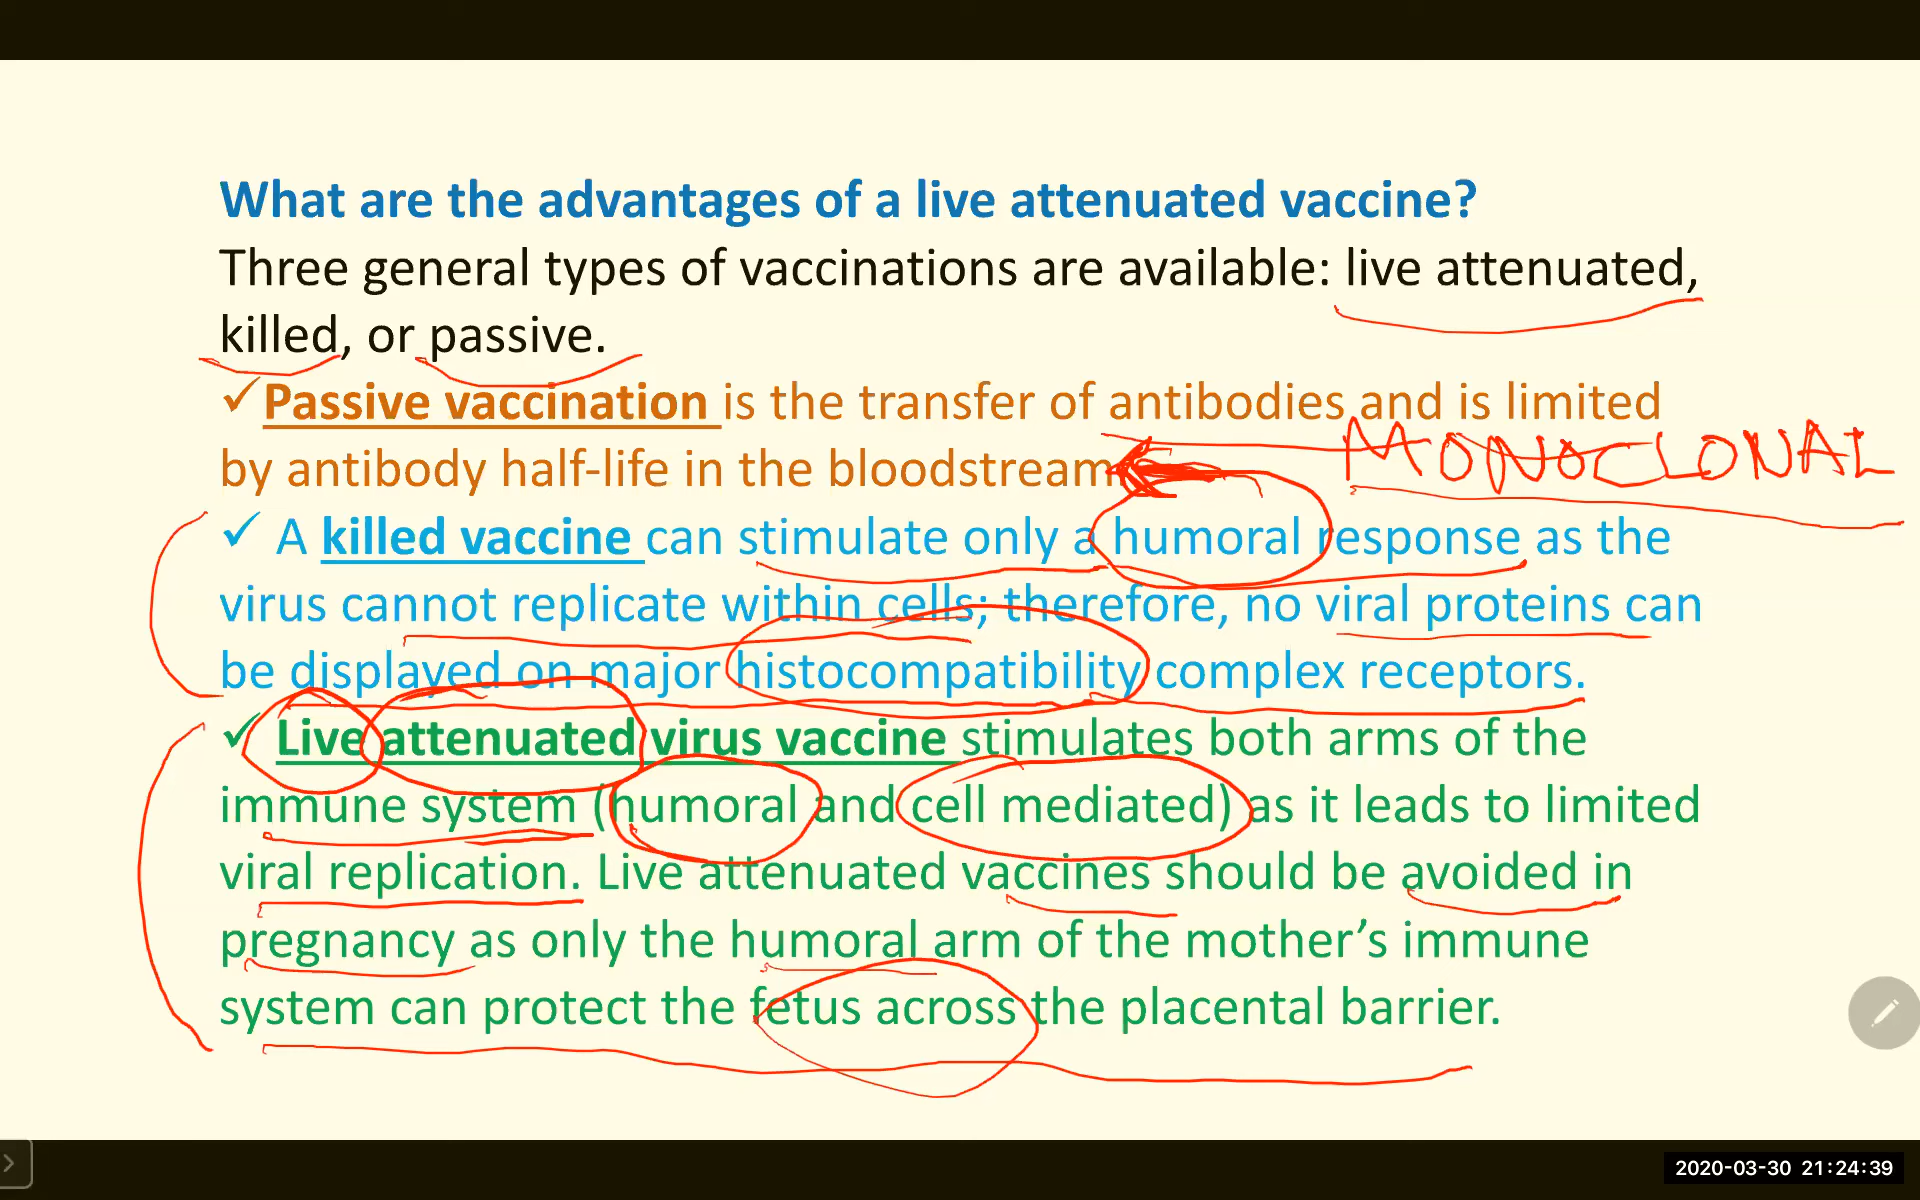 What are the advantages of a live attenuated vaccine?
Three general types of vaccinations are available: live attenuated,
killed, or passive.
✓Passive vaccination is the transfer of antibodies and is limited
by antibody half-life in the bloodstream
MONOCLONAL
✓ A killed vaccine can stimulate only a humoral response as the
virus cannot replicate within cells; therefore, no viral proteins can
be displayed on major histocompatibility complex receptors.
✓ Live attenuated virus vaccine stimulates both arms of the
immune system (humoral and cell mediated) as it leads to limited
viral replication. Live attenuated vaccines should be avoided in
pregnancy as only the humoral arm of the mother’s immune
system can protect the fetus across the placental barrier.
2020-03-30 21:24:39